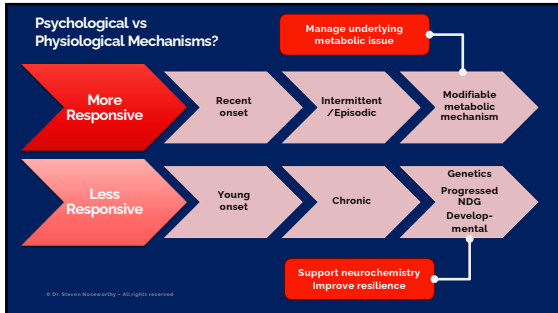 Psychological vs
Physiological Mechanisms?
Manage underlying
metabolic issue
More
Responsive
Recent
onset
Intermittent
/Episodic
Modifiable
metabolic
mechanism
Less
Responsive
Young
onset
Chronic
Genetics
Progressed
NDG
Develop-
mental
Support neurochemistry
Improve resilience
© Dr. Steven Noseworthy – All rights reserved